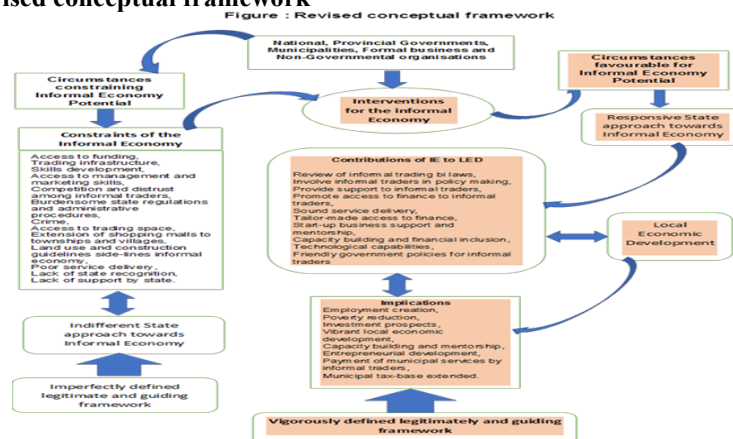 ised conceptual framework
Figure : Revised conceptual framework
National, Provincial Governments,
Municipalities, Formal business and
Non-Governmental organisations
Circumstances
constraining
Informal Economy
Potential
Interventions
for the informal
Economy
Circumstances
favourable for
Informal Economy
Potential
Responsive State
approach towards
Informal Economy
Constraints of the
Informal Economy
Access to funding,
Trading infrastructure,
Skills development,
Access to management and
marketing skills,
Competition and distrust
among informal traders,
Burdensome state regulations
and administrative
procedures,
Crime,
Access to trading space,
Extension of shopping malls to
townships and villages,
Land use and construction
guidelines side-lines informal
economy,
Poor service delivery,
Lack of state recognition,
Lack of support by state.
Contributions of IE to LED
Review of informal trading bi laws,
Involve informal traders in policy making,
Provide support to informal traders,
Promote access to finance to informal
traders,
Sound service delivery,
Tailor-made access to finance,
Start-up business support and
mentorship,
Capacity building and financial inclusion,
Technological capabilities,
Friendly government policies for informal
traders
Local
Economic
Development
Indifferent State
approach towards
Informal Economy
Imperfectly defined
legitimate and guiding
framework
Implications
Employment creation,
Poverty reduction,
Investment prospects,
Vibrant local economic
development,
Capacity building and mentorship,
Entrepreneurial development,
Payment of municipal services by
informal traders,
Municipal tax-base extended.
Vigorously defined legitimately and guiding
framework